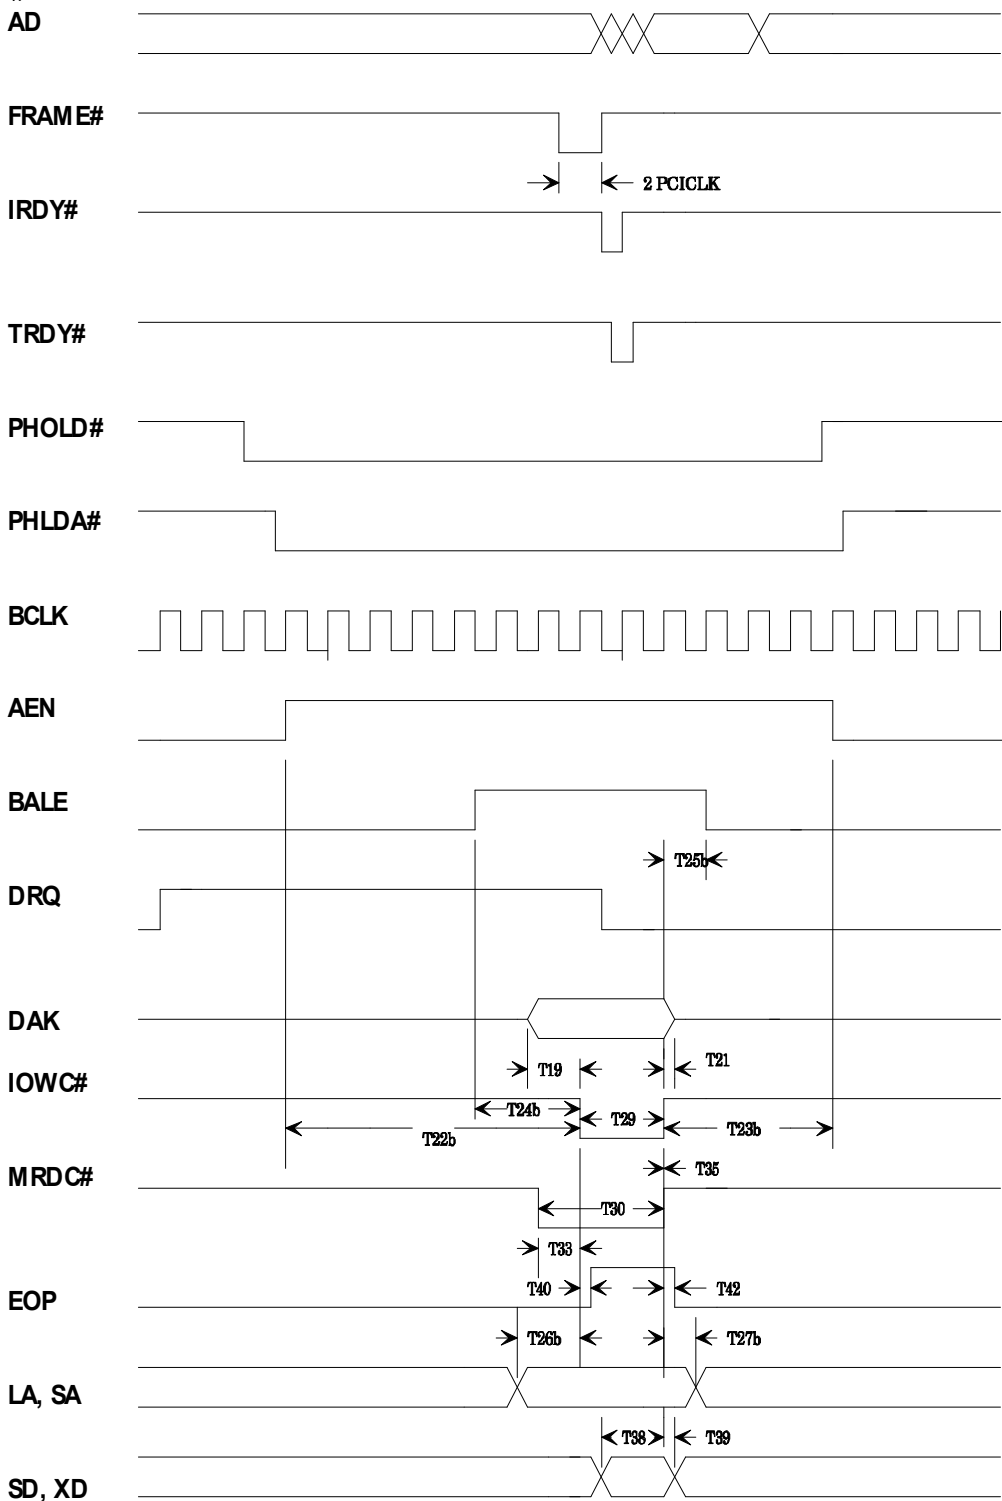 AD
FRAME#
2 PCICLK
IRDY#
TRDY#
PHOLD#
PHLDA#
BCLK
AEN
BALE
T25b
DRQ
DAK
T19
T21
IOWC#
T24b
T29
T22b
T23b
MRDC#
T35
T30
T33
T40
T42
EOP
T26b
T27b
LA, SA
T38
T39
SD, XD